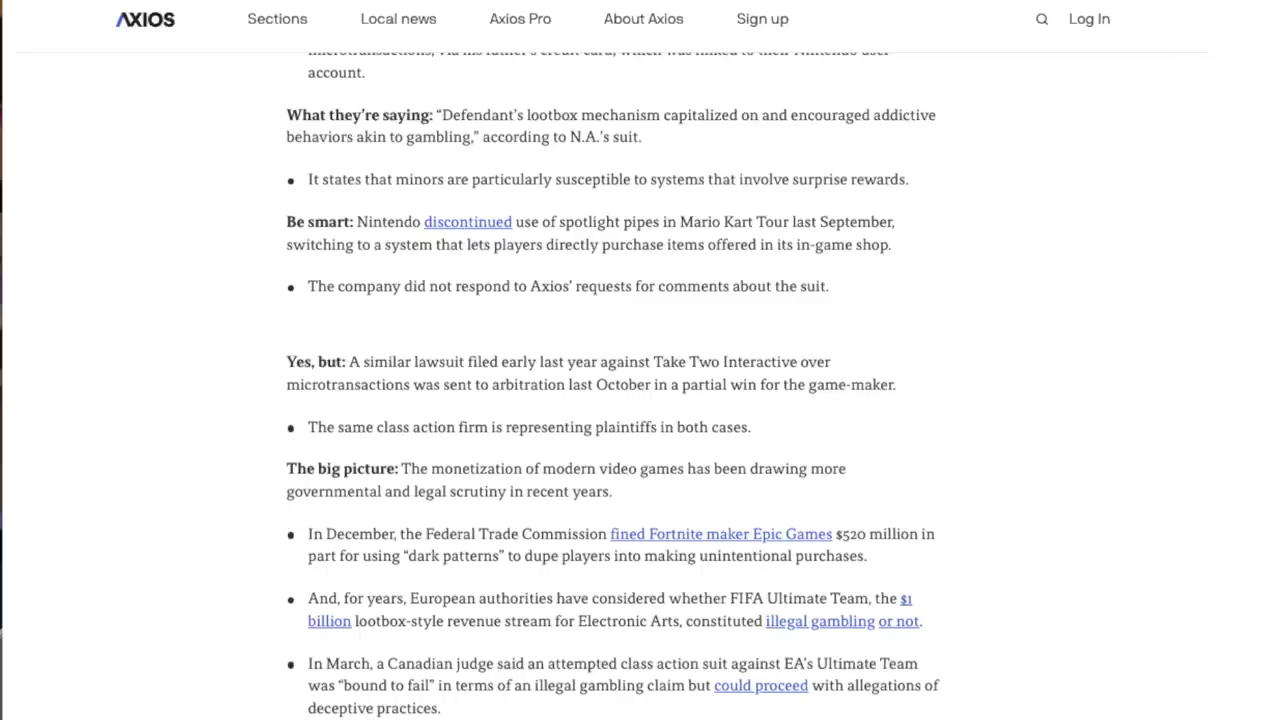 AXIOS Sections Local news Axios Pro About Axios Sign up Log In
microtransactions, via his father's credit card, which was linked to their Nintendo user
account.
What they're saying: “Defendant's lootbox mechanism capitalized on and encouraged addictive
behaviors akin to gambling,” according to N.A.'s suit.
• It states that minors are particularly susceptible to systems that involve surprise rewards.
Be smart: Nintendo discontinued use of spotlight pipes in Mario Kart Tour last September,
switching to a system that lets players directly purchase items offered in its in-game shop.
• The company did not respond to Axios' requests for comments about the suit.
Yes, but: A similar lawsuit filed early last year against Take Two Interactive over
microtransactions was sent to arbitration last October in a partial win for the game-maker.
• The same class action firm is representing plaintiffs in both cases.
The big picture: The monetization of modern video games has been drawing more
governmental and legal scrutiny in recent years.
• In December, the Federal Trade Commission fined Fortnite maker Epic Games $520 million in
part for using “dark patterns” to dupe players into making unintentional purchases.
• And, for years, European authorities have considered whether FIFA Ultimate Team, the $1
billion lootbox-style revenue stream for Electronic Arts, constituted illegal gambling or not.
• In March, a Canadian judge said an attempted class action suit against EA's Ultimate Team
was “bound to fail” in terms of an illegal gambling claim but could proceed with allegations of
deceptive practices.